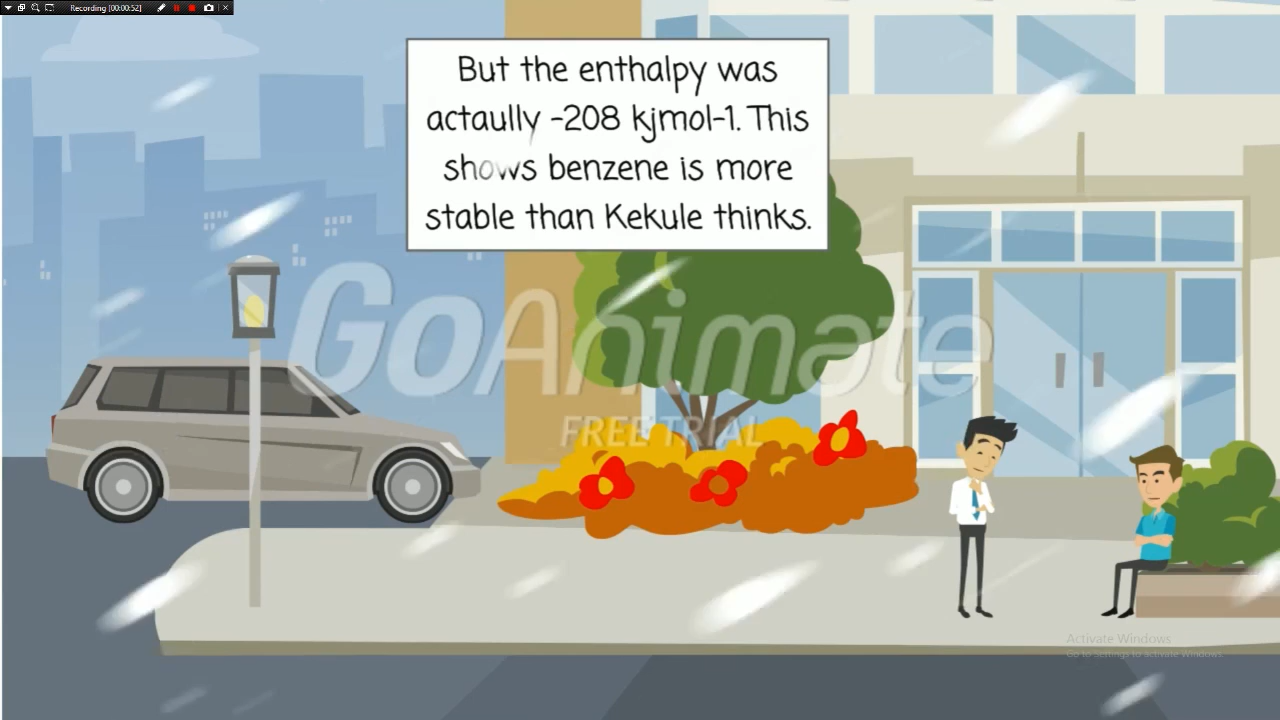 Recording [00:00:52]
But the enthalpy was
actaully -208 kjmol-1. This
shows benzene is more
stable than Kekule thinks.
GoAnimate
FREE TRIAL
Activate Windows
Go to Settings to activate Windows.